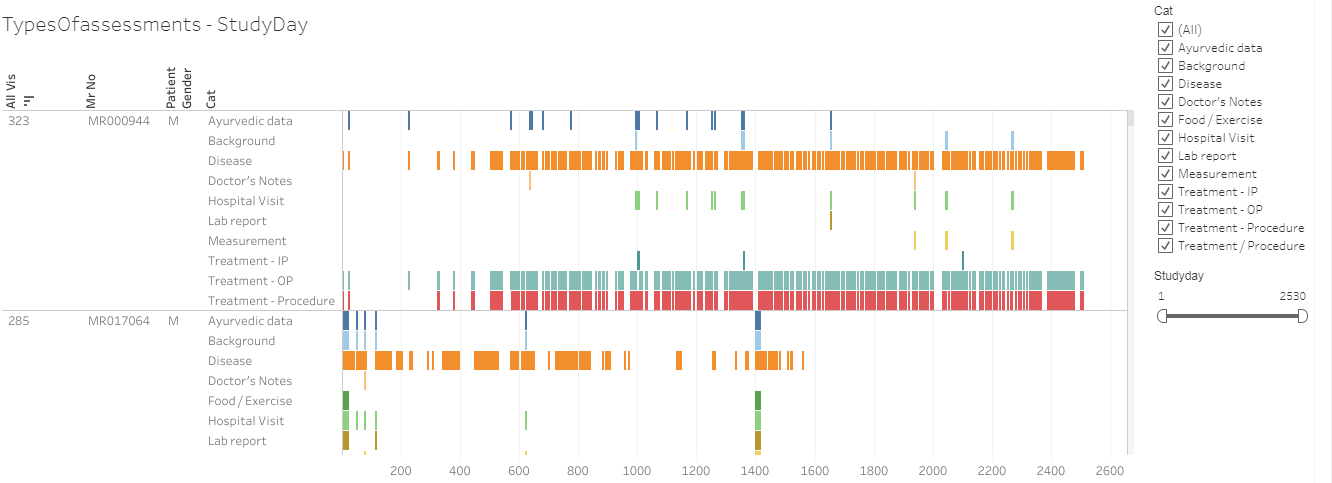 TypesOfassessments - StudyDay
All Vis
Mr No
Patient
Gender
Cat
323 MR000944 M Ayurvedic data
Background
Disease
Doctor's Notes
Hospital Visit
Lab report
Measurement
Treatment - IP
Treatment - OP
Treatment - Procedure
285 MR017064 M Ayurvedic data
Background
Disease
Doctor's Notes
Food / Exercise
Hospital Visit
Lab report
200 400 600 800 1000 1200 1400 1600 1800 2000 2200 2400 2600
Cat
(All)
Ayurvedic data
Background
Disease
Doctor's Notes
Food / Exercise
Hospital Visit
Lab report
Measurement
Treatment - IP
Treatment - OP
Treatment - Procedure
Treatment / Procedure
Studyday
1 2530